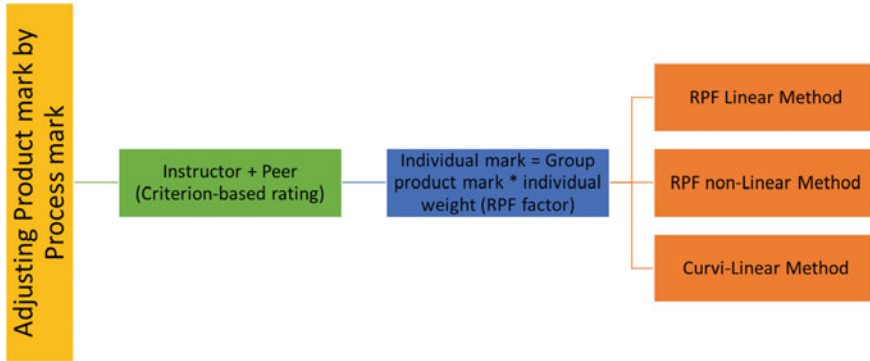 Adjusting Product mark by
Process mark
Instructor + Peer
(Criterion-based rating)
Individual mark = Group
product mark * individual
weight (RPF factor)
RPF Linear Method
RPF non-Linear Method
Curvi-Linear Method